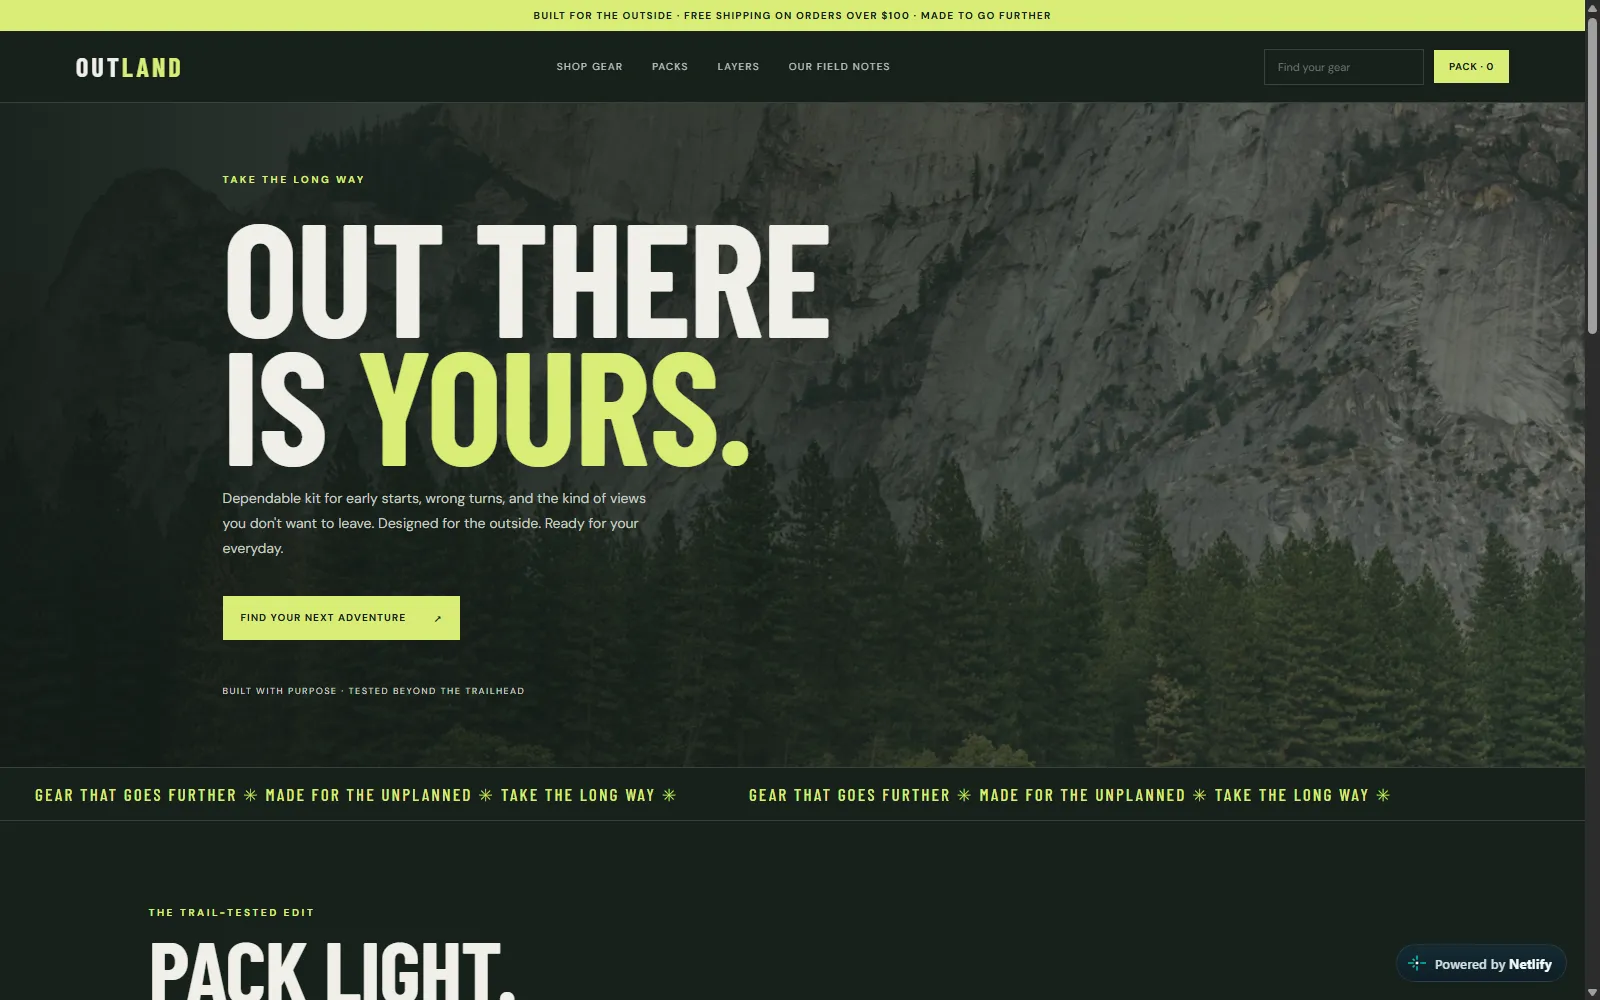 BUILT FOR THE OUTSIDE · FREE SHIPPING ON ORDERS OVER $100 · MADE TO GO FURTHER
OUTLAND
SHOP GEAR
PACKS
LAYERS
OUR FIELD NOTES
Find your gear
PACK · 0
TAKE THE LONG WAY
OUT THERE
IS YOURS.
Dependable kit for early starts, wrong turns, and the kind of views
you don't want to leave. Designed for the outside. Ready for your
everyday.
FIND YOUR NEXT ADVENTURE ↗
BUILT WITH PURPOSE · TESTED BEYOND THE TRAILHEAD
GEAR THAT GOES FURTHER ✳ MADE FOR THE UNPLANNED ✳ TAKE THE LONG WAY ✳ GEAR THAT GOES FURTHER ✳ MADE FOR THE UNPLANNED ✳ TAKE THE LONG WAY ✳
THE TRAIL-TESTED EDIT
PACK LIGHT.
Powered by Netlify